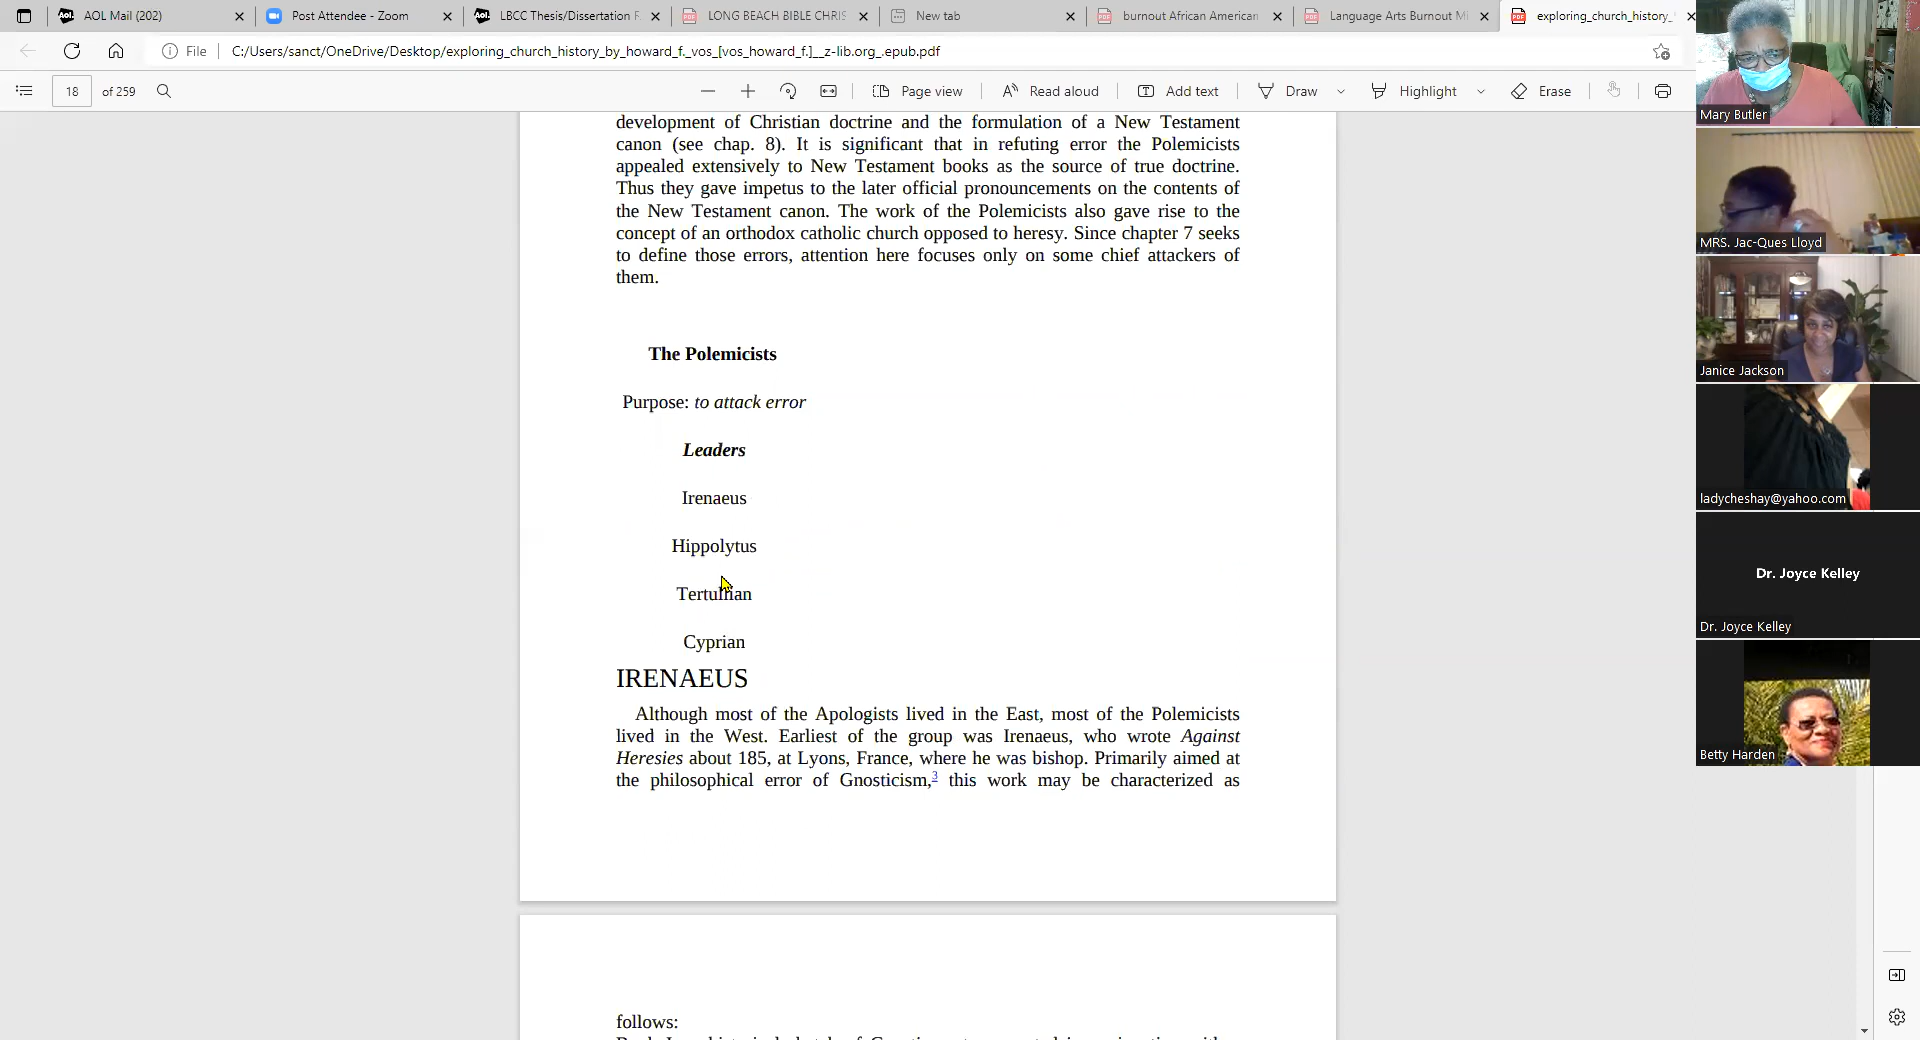 AOL Mail (202)
Post Attendee - Zoom
LBCC Thesis/Dissertation R
LONG BEACH BIBLE CHRIS
New tab
burnout African American
Language Arts Burnout MI
exploring_church_history_
File
C:/Users/sanct/OneDrive/Desktop/exploring_church_history_by_howard_f._vos_[vos_howard_f.]__z-lib.org_.epub.pdf
18 of 259
Page view
Read aloud
Add text
Draw
Highlight
Erase
development of Christian doctrine and the formulation of a New Testament
canon (see chap. 8). It is significant that in refuting error the Polemicists
appealed extensively to New Testament books as the source of true doctrine.
Thus they gave impetus to the later official pronouncements on the contents of
the New Testament canon. The work of the Polemicists also gave rise to the
concept of an orthodox catholic church opposed to heresy. Since chapter 7 seeks
to define those errors, attention here focuses only on some chief attackers of
them.
The Polemicists
Purpose: to attack error
Leaders
Irenaeus
Hippolytus
Tertullian
Cyprian
IRENAEUS
Although most of the Apologists lived in the East, most of the Polemicists
lived in the West. Earliest of the group was Irenaeus, who wrote Against
Heresies about 185, at Lyons, France, where he was bishop. Primarily aimed at
the philosophical error of Gnosticism,3 this work may be characterized as
follows:
Mary Butler
MRS. Jac-Ques Lloyd
Janice Jackson
ladycheshay@yahoo.com
Dr. Joyce Kelley
Dr. Joyce Kelley
Betty Harden